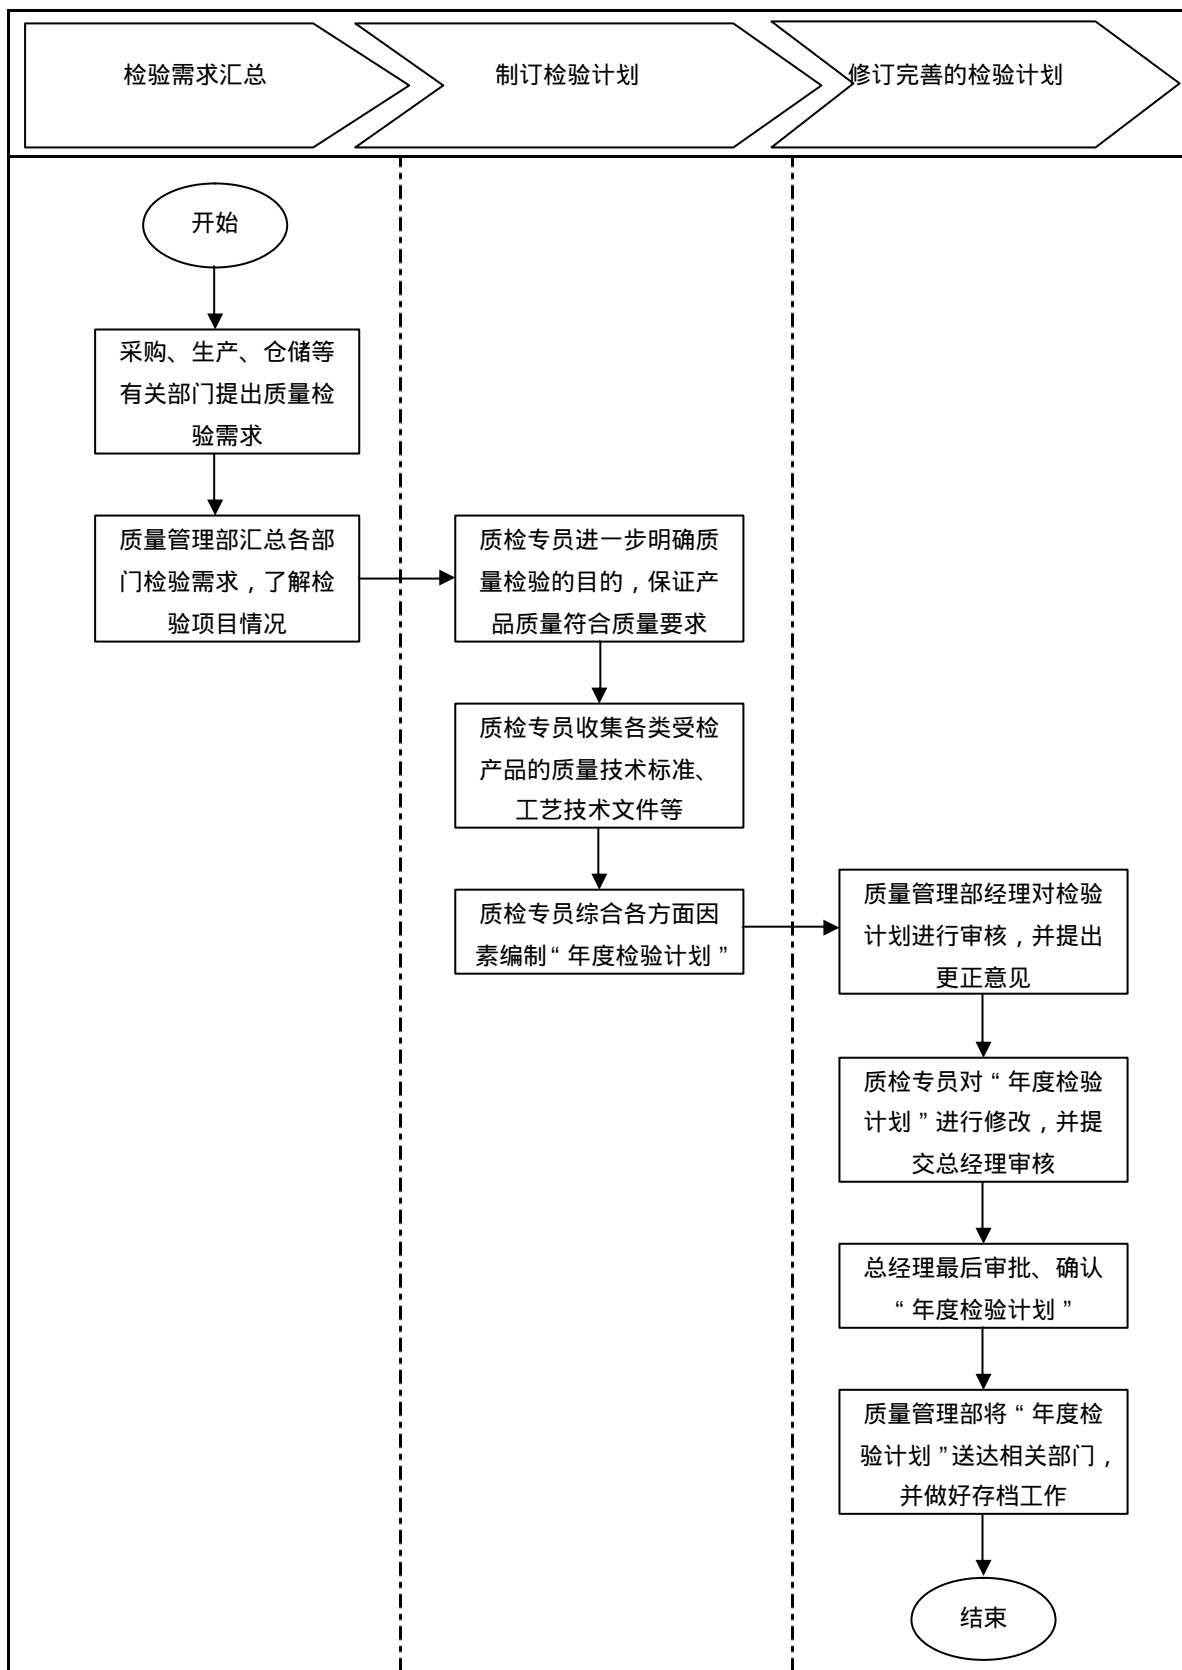 检验需求汇总
制订检验计划
修订完善的检验计划
开始
采购、生产、仓储等
有关部门提出质量检
验需求
质量管理部汇总各部
门检验需求，了解检
验项目情况
质检专员进一步明确质
量检验的目的，保证产
品质量符合质量要求
质检专员收集各类受检
产品的质量技术标准、
工艺技术文件等
质检专员综合各方面因
素编制“年度检验计划”
质量管理部经理对检验
计划进行审核，并提出
更正意见
质检专员对“年度检验
计划”进行修改，并提
交总经理审核
总经理最后审批、确认
“年度检验计划”
质量管理部将“年度检
验计划”送达相关部门，
并做好存档工作
结束